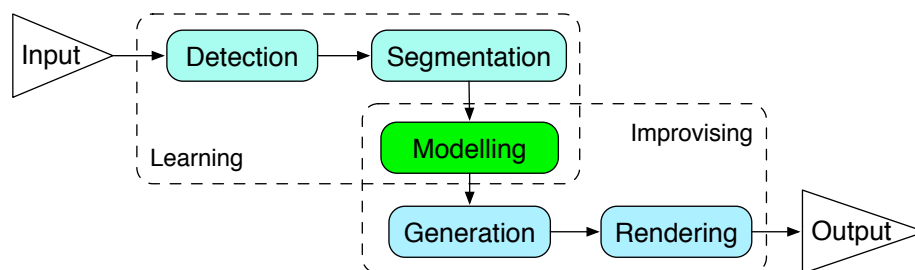 Input
Detection
Segmentation
Learning
Modelling
Improvising
Generation
Rendering
Output